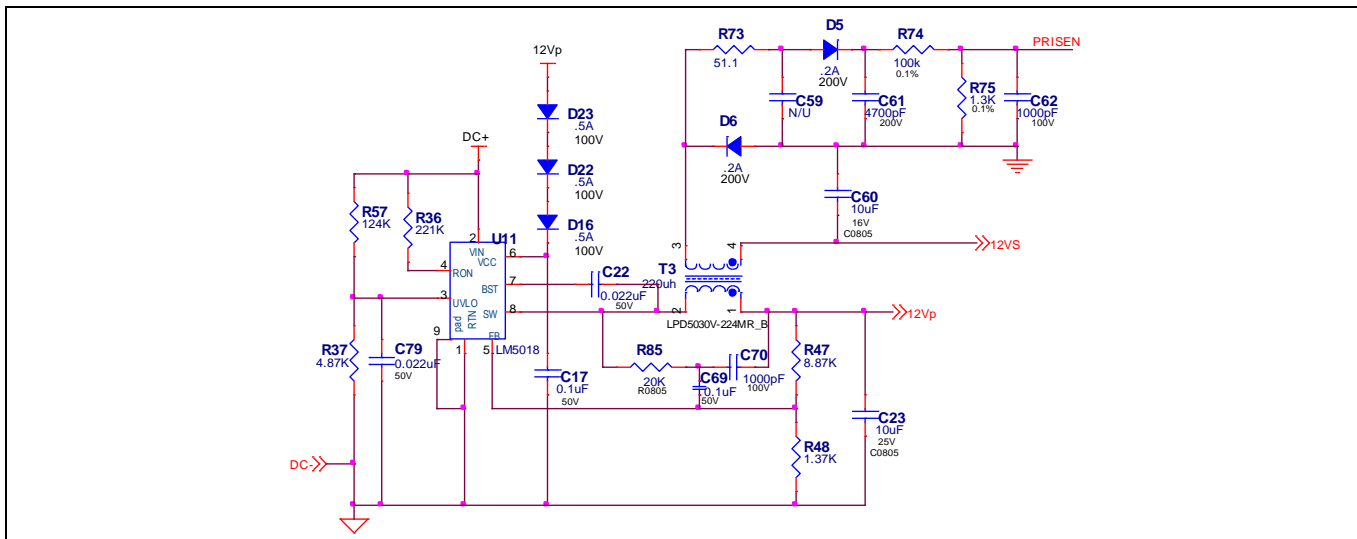 D5
R73
R74
PRISEN
12Vp
51.1
.2A
200V
100k
0.1%
R75
1.3K
0.1%
C59
N/U
C61
4700pF
200V
C62
1000pF
100V
D23
.5A
100V
D6
.2A
200V
DC+
D22
.5A
100V
C60
10uF
16V
C0805
R57
124K
R36
221K
D16
.5A
100V
U11
2
VIN
VCC
6
3
4
12VS
4
RON
T3
220uh
C22
0.022uF
50V
BST
7
3
UVLO
SW
8
2
1
12Vp
LPD5030V-224MR_B
9
pad
RTN
FB
1
5
LM5018
R37
4.87K
C79
0.022uF
50V
R85
20K
R0805
C70
1000pF
100V
R47
8.87K
C17
0.1uF
50V
C69
0.1uF
50V
C23
10uF
25V
C0805
R48
1.37K
DC-